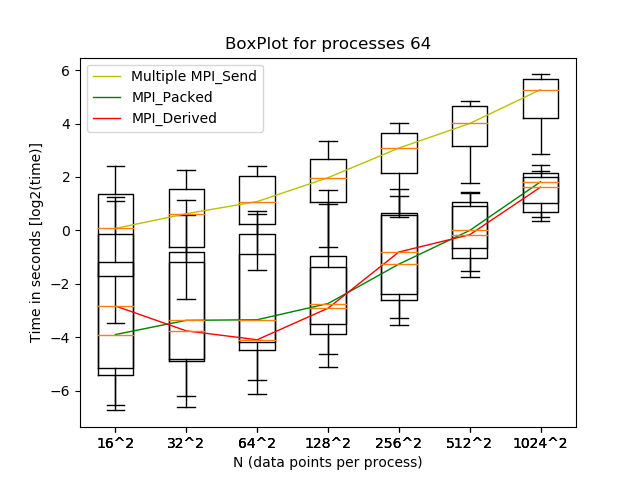 BoxPlot for processes 64
Multiple MPI_Send
MPI_Packed
MPI_Derived
Time in seconds [log2(time)]
6
4
2
0
−2
−4
−6
16^2 32^2 64^2 128^2 256^2 512^2 1024^2
N (data points per process)